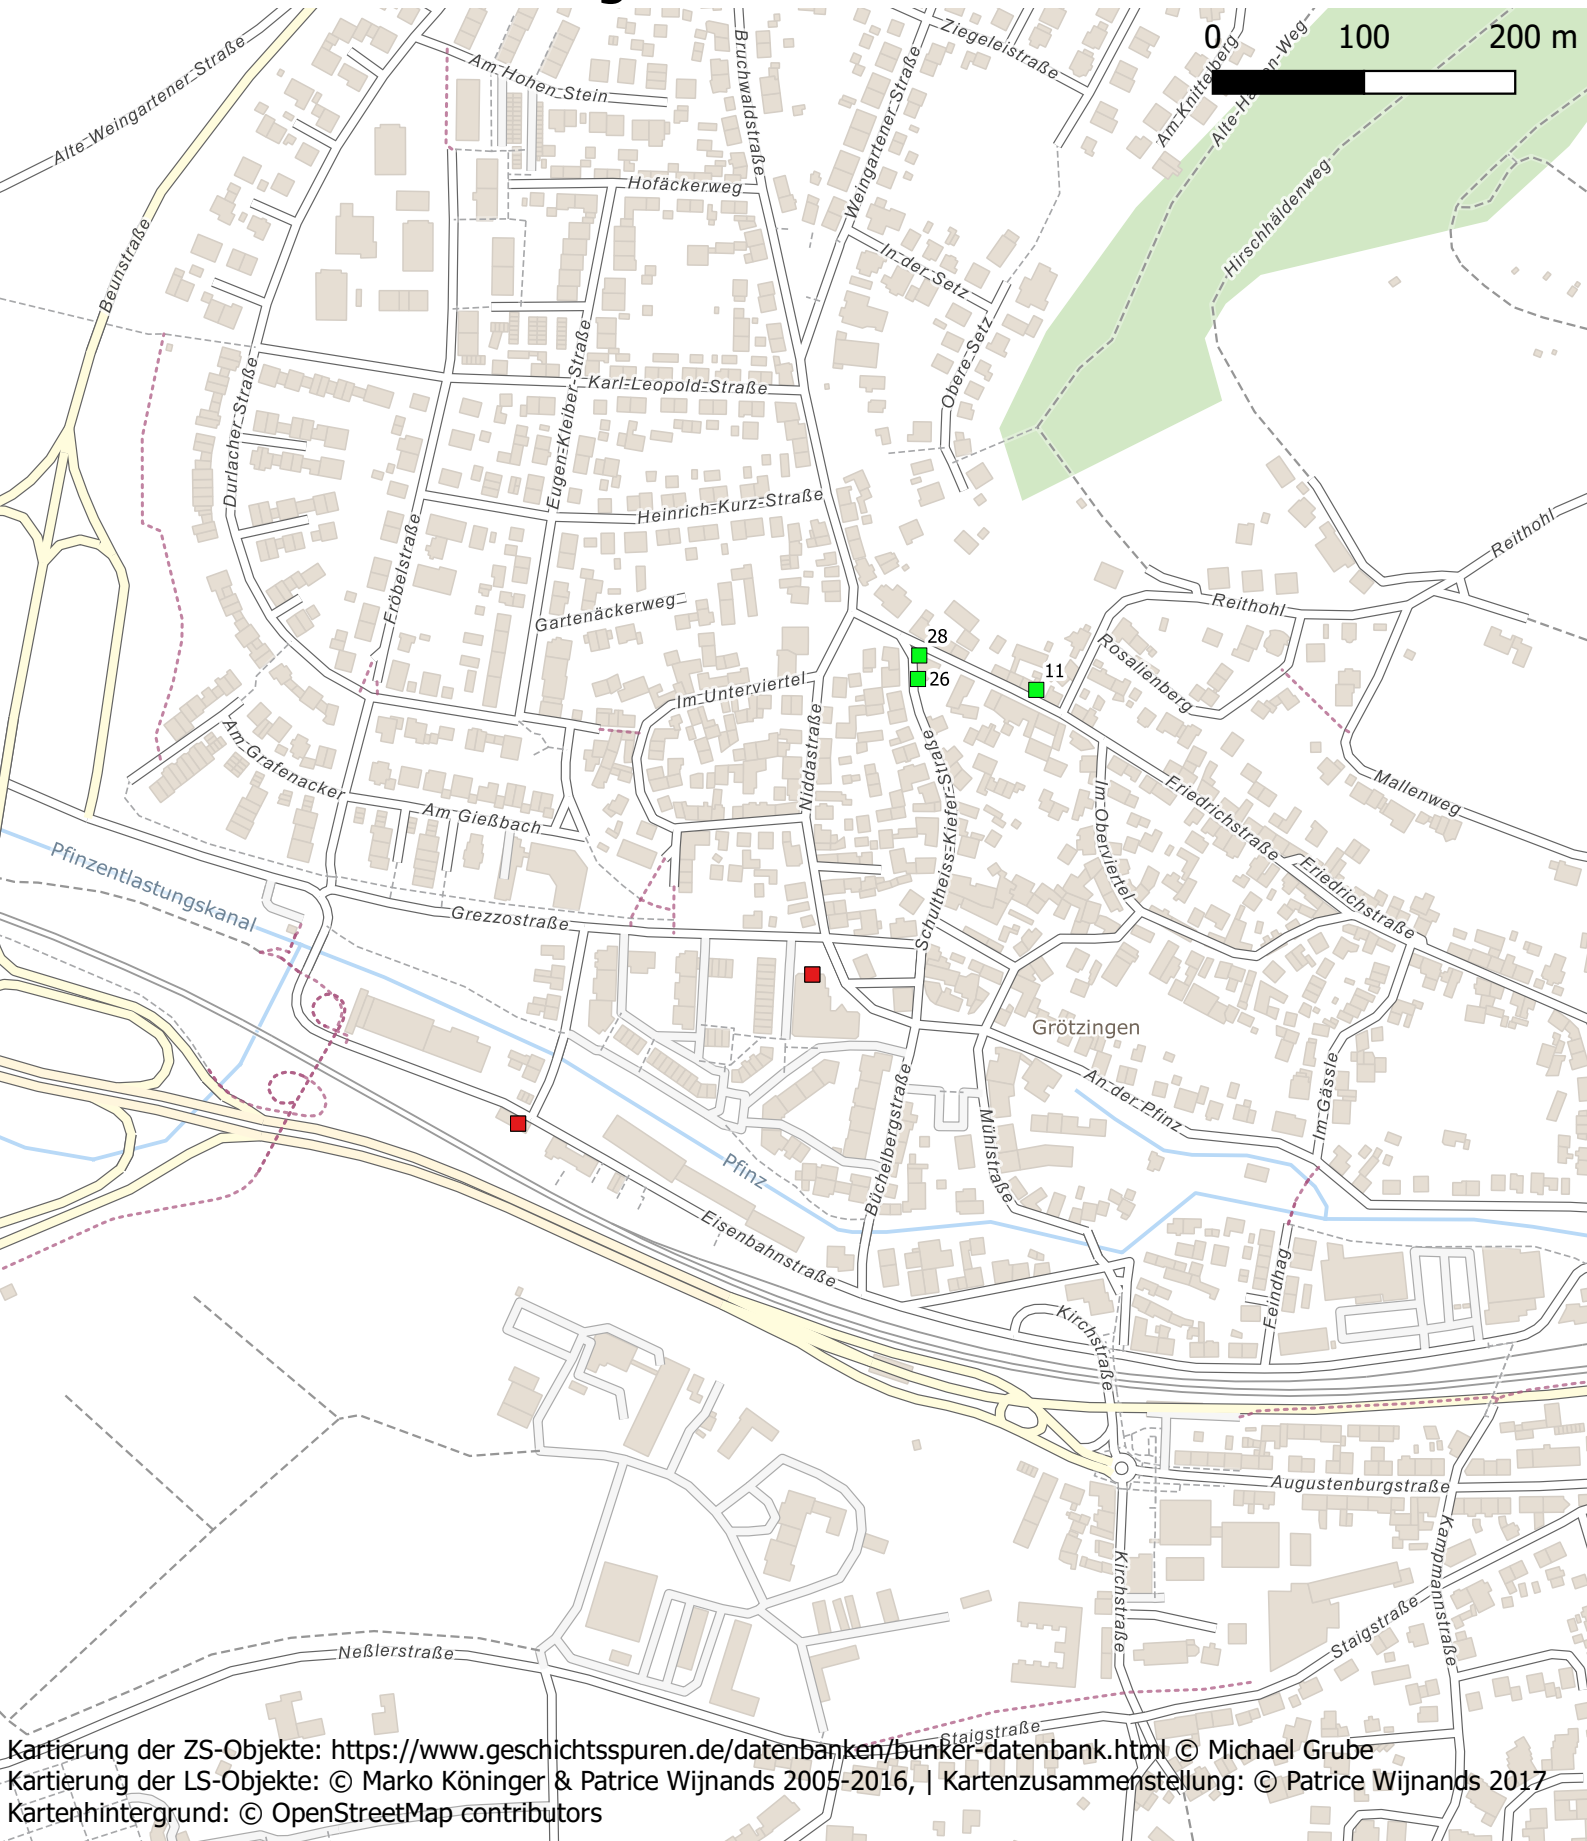 0 100 200 m
Ziegeleistraße
Am Knittelberg
Alte-Ha n-Weg
Alte Weingartener Straße
Am Hohen Stein
Bruchwaldstraße
Weingartener Straße
Hofäckerweg
Hirschhäldenweg
Beunstraße
In der Setz
Obere-Setz
Durlacher-Straße
Eugen-Kleiber-Straße
Karl-Leopold-Straße
Heinrich-Kurz-Straße
Reithohl
Fröbelstraße
Gartenäckerweg
Reithohl
28
26
11
Rosalienberg
Im Unterviertel
Niddastraße
Schultheiss-Kiefer-Straße
Am Grafenacker
Am Gießbach
Friedrichstraße
Mallenweg
Im Oberviertel
Pfinzentlastungskanal
Friedrichstraße
Grezzostraße
Grötzingen
An der Pfinz
Im Gässle
Büchelbergstraße
Mühlstraße
Pfinz
Eisenbahnstraße
Feindhag
Kirchstraße
Augustenburgstraße
Kampmannstraße
Kirchstraße
Staigstraße
Neßlerstraße
Staigstraße
Kartierung der ZS-Objekte: https://www.geschichtsspuren.de/datenbanken/bunker-datenbank.html © Michael Grube
Kartierung der LS-Objekte: © Marko Köninger & Patrice Wijnands 2005-2016, | Kartenzusammenstellung: © Patrice Wijnands 2017
Kartenhintergrund: © OpenStreetMap contributors